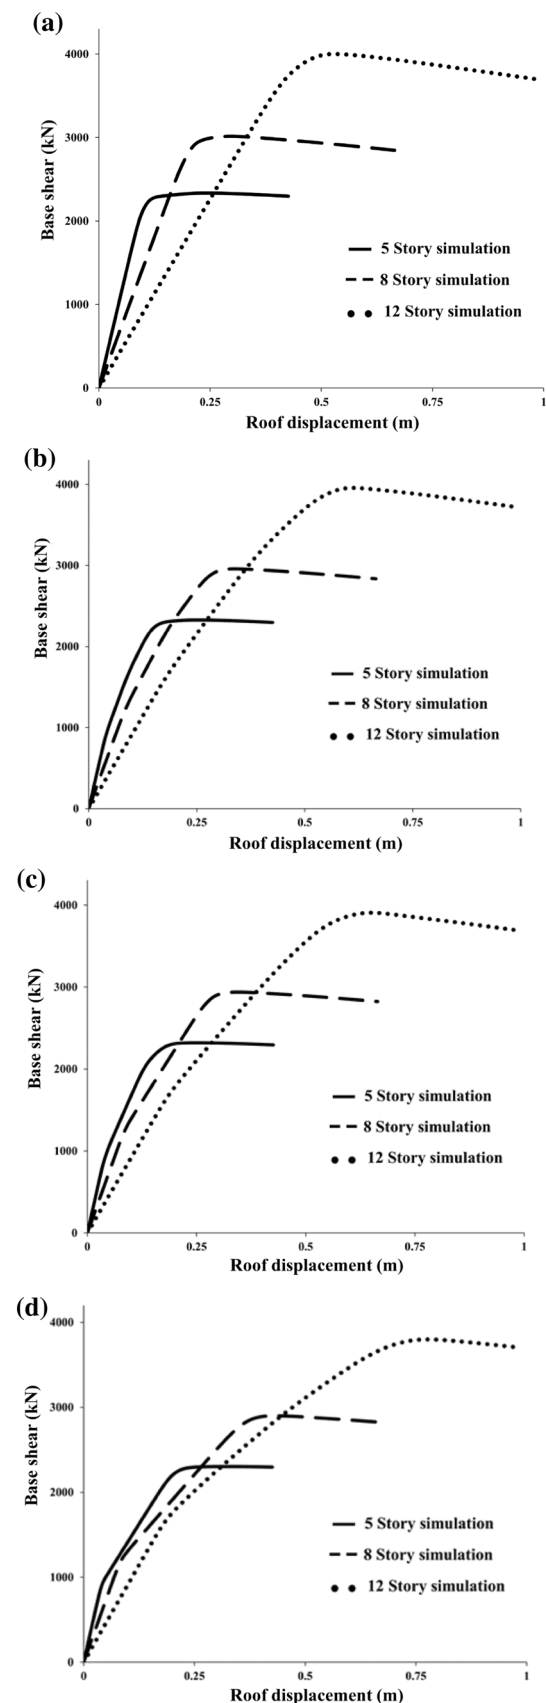 (a)
4000
3000
2000
1000
0
Base shear (kN)
5 Story simulation
8 Story simulation
12 Story simulation
0 0.25 0.5 0.75 1
Roof displacement (m)
(b)
4000
3000
2000
1000
0
Base shear (kN)
5 Story simulation
8 Story simulation
12 Story simulation
0 0.25 0.5 0.75 1
Roof displacement (m)
(c)
4000
3000
2000
1000
0
Base shear (kN)
5 Story simulation
8 Story simulation
12 Story simulation
0 0.25 0.5 0.75 1
Roof displacement (m)
(d)
4000
3000
2000
1000
0
Base shear (kN)
5 Story simulation
8 Story simulation
12 Story simulation
0 0.25 0.5 0.75 1
Roof displacement (m)